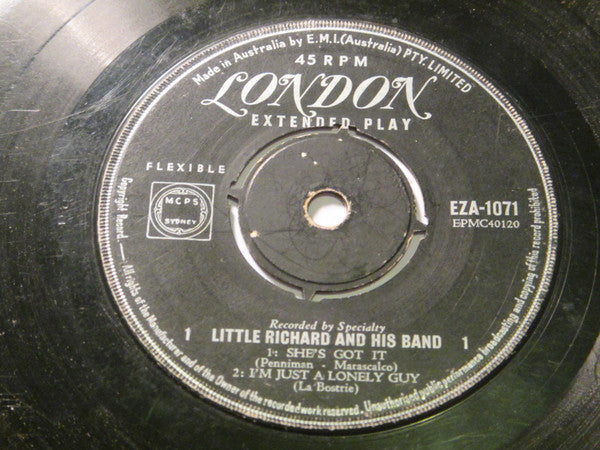 Made in Australia by E.M.I.(Australia) PTY. LIMITED
45 RPM
LONDON
EXTENDED PLAY
FLEXIBLE
MCPS
SYDNEY
EZA-1071
EPMC40120
Recorded by Specialty
1 LITTLE RICHARD AND HIS BAND 1
1: SHE'S GOT IT
(Penniman - Marascalco)
2: I'M JUST A LONELY GUY
(La Bostrie)
Copyright Record. — All rights of the Manufacturer and of the Owner of the recorded work reserved. Unauthorised public performance broadcasting and copying of this record prohibited